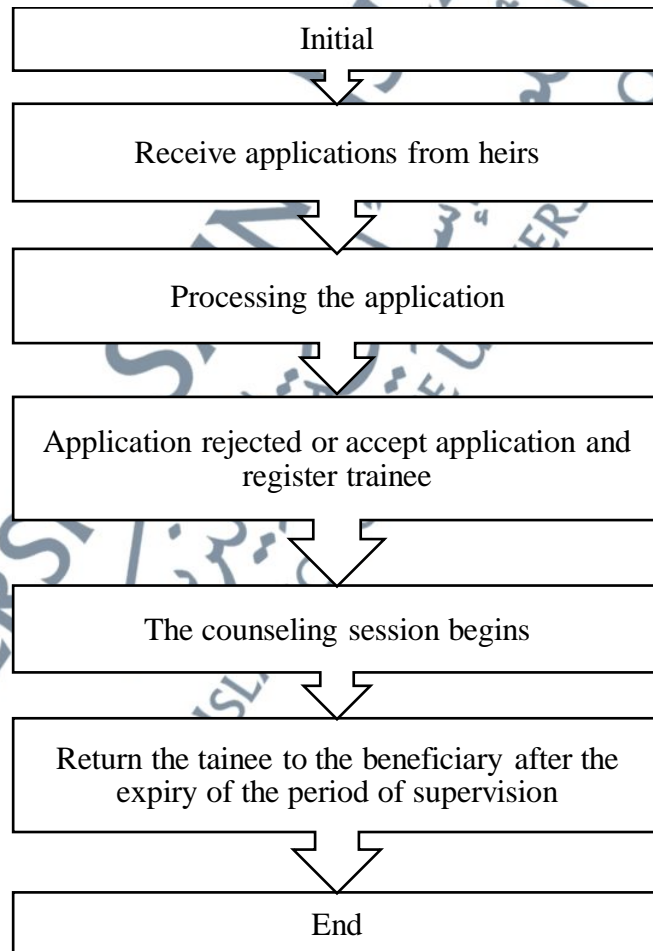 Initial
Receive applications from heirs
Processing the application
Application rejected or accept application and
register trainee
The counseling session begins
Return the tainee to the beneficiary after the
expiry of the period of supervision
End